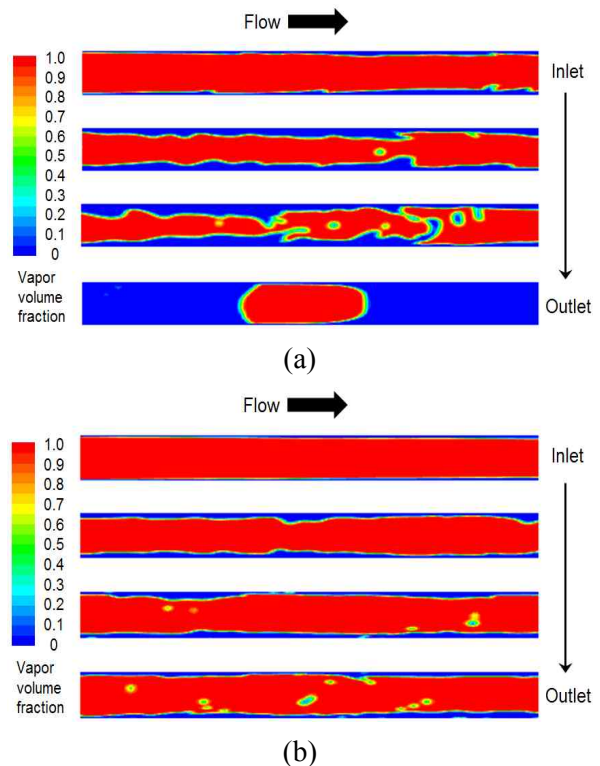 Flow
1.0
0.9
0.8
0.7
0.6
0.5
0.4
0.3
0.2
0.1
0
Vapor
volume
fraction
Inlet
Outlet
(a)
Flow
1.0
0.9
0.8
0.7
0.6
0.5
0.4
0.3
0.2
0.1
0
Vapor
volume
fraction
Inlet
Outlet
(b)